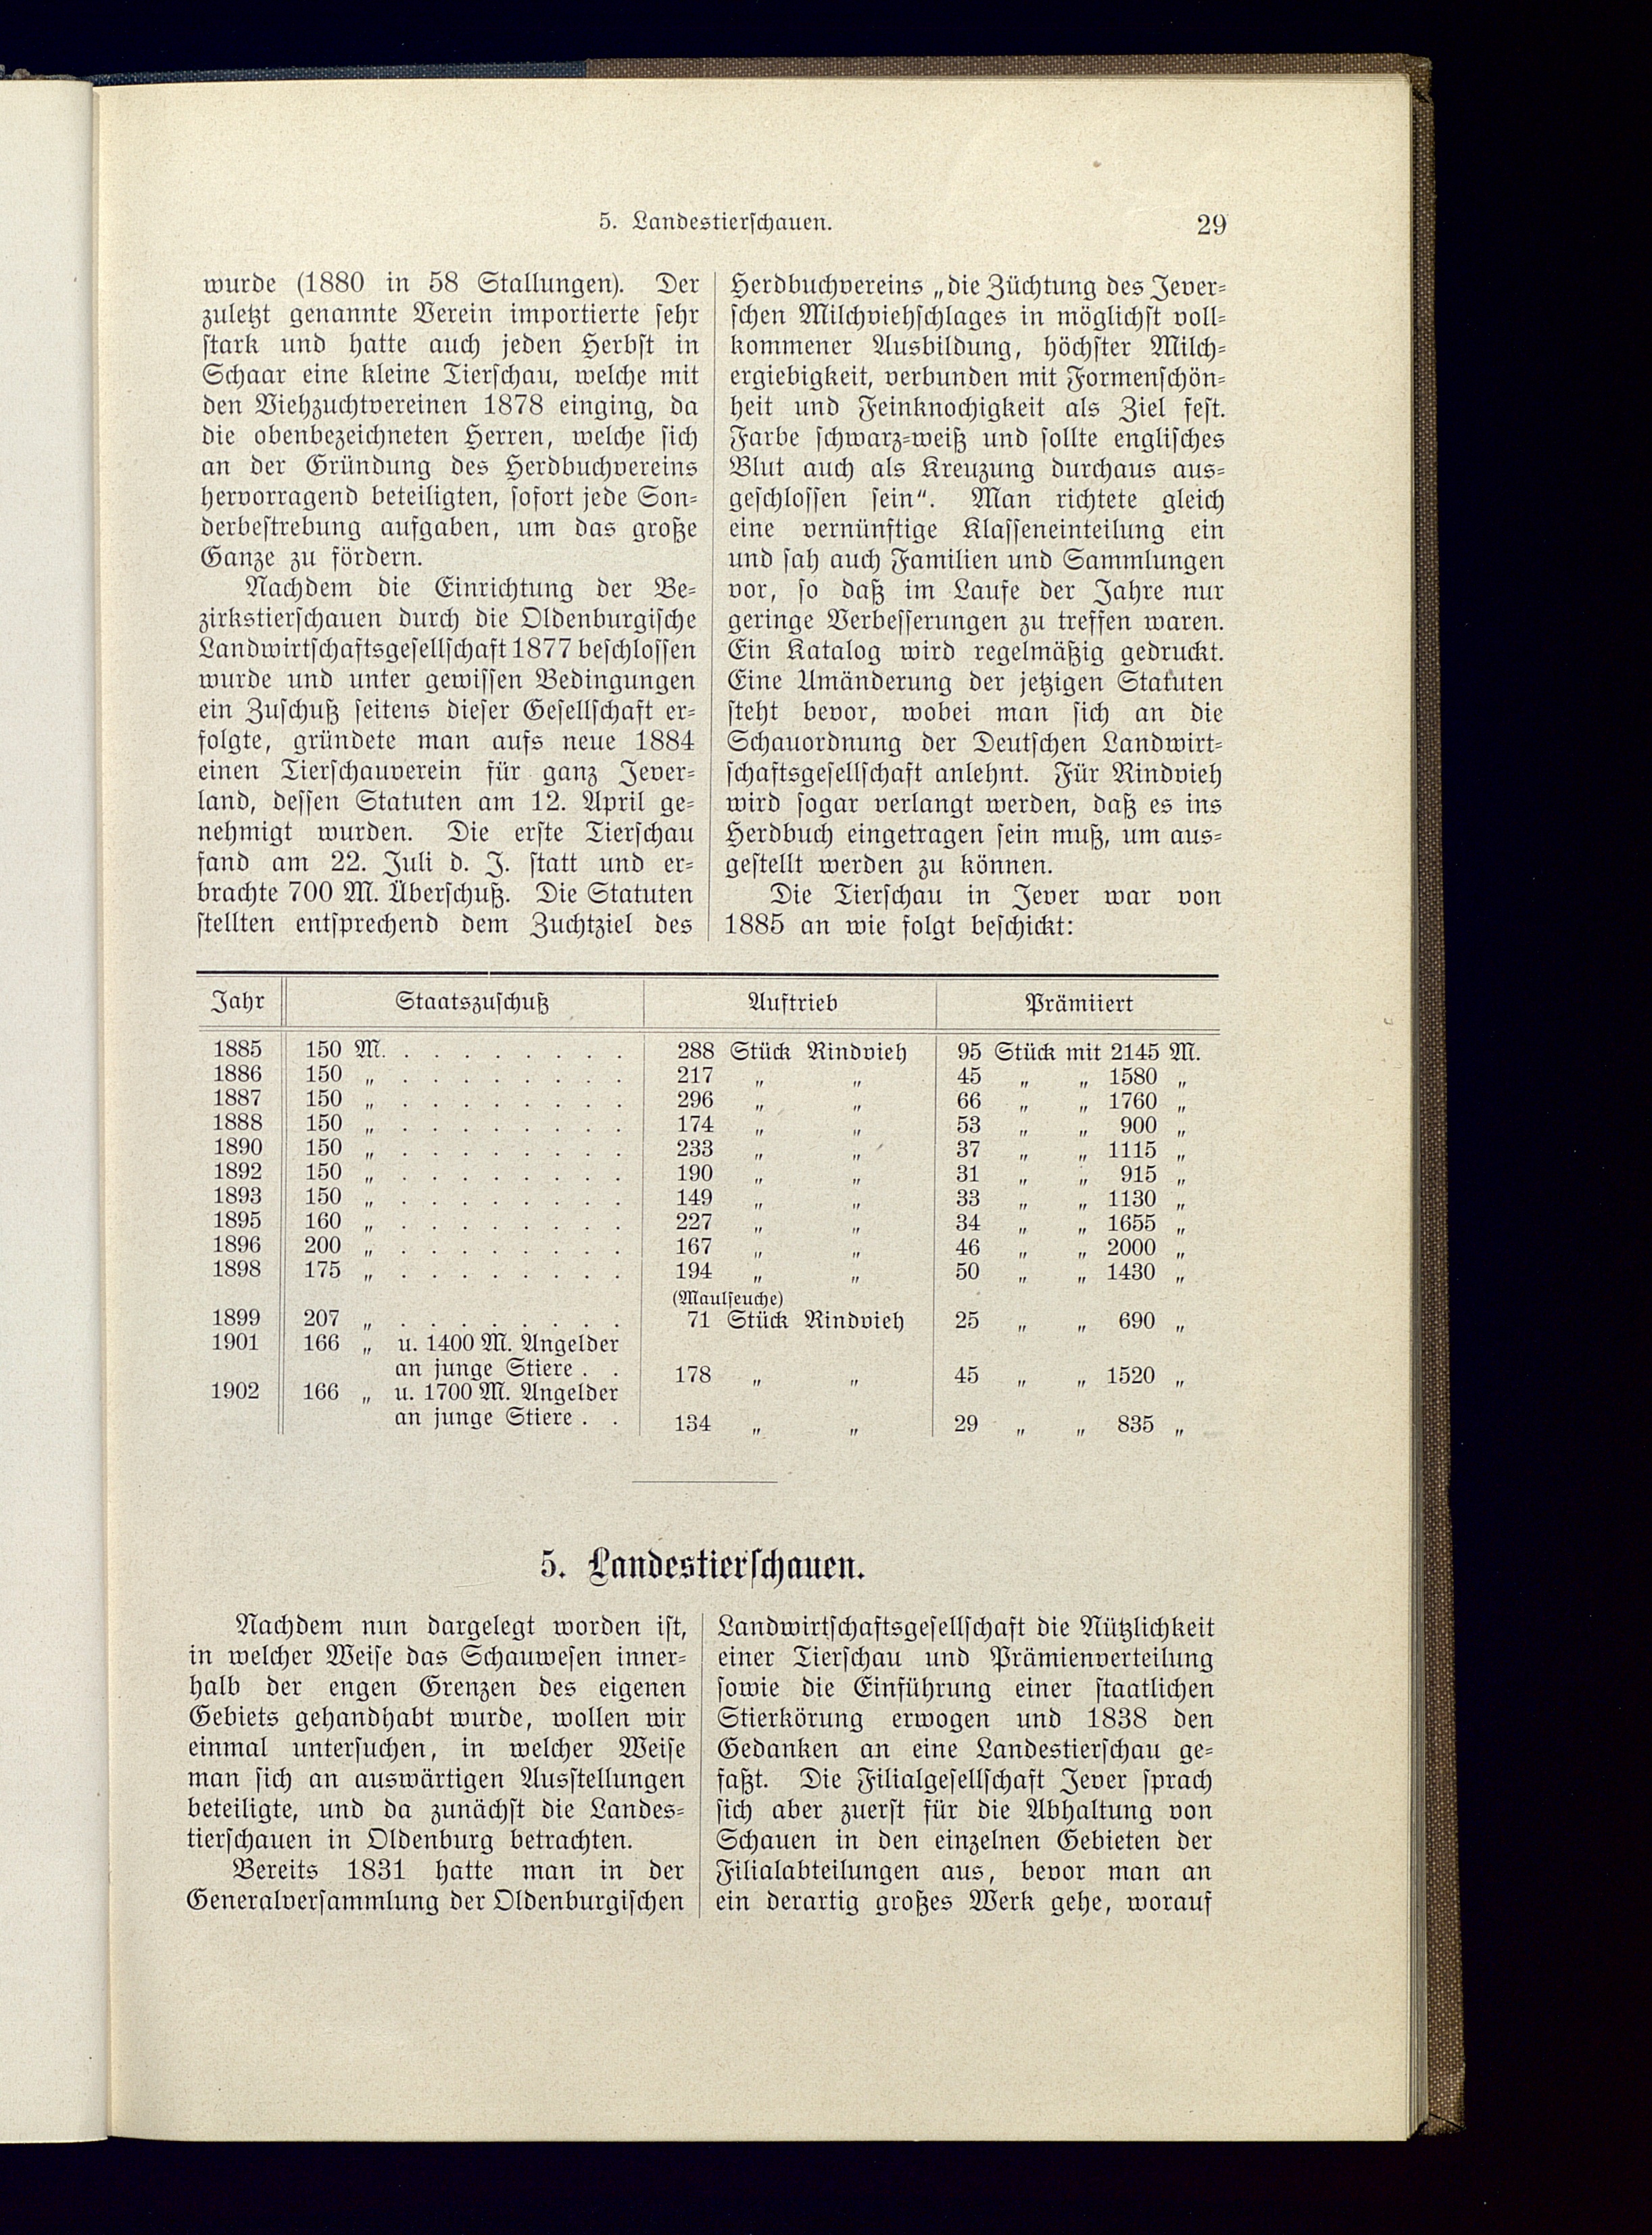 5. Landestierschauen.
29
wurde (1880 in 58 Stallungen). Der
zuletzt genannte Verein importierte sehr
stark und hatte auch jeden Herbst in
Schaar eine kleine Tierschau, welche mit
den Viehzuchtvereinen 1878 einging, da
die obenbezeichneten Herren, welche sich
an der Gründung des Herdbuchvereins
hervorragend beteiligten, sofort jede Son-
derbestrebung aufgaben, um das große
Ganze zu fördern.
Nachdem die Einrichtung der Be-
zirkstierschauen durch die Oldenburgische
Landwirtschaftsgesellschaft 1877 beschlossen
wurde und unter gewissen Bedingungen
ein Zuschuß seitens dieser Gesellschaft er-
folgte, gründete man aufs neue 1884
einen Tierschauverein für ganz Jever-
land, dessen Statuten am 12. April ge-
nehmigt wurden. Die erste Tierschau
fand am 22. Juli d. J. statt und er-
brachte 700 M. Überschuß. Die Statuten
stellten entsprechend dem Zuchtziel des
Herdbuchvereins „die Züchtung des Jever-
schen Milchviehschlages in möglichst voll-
kommener Ausbildung, höchster Milch-
ergiebigkeit, verbunden mit Formenschön-
heit und Feinknochigkeit als Ziel fest.
Farbe schwarz-weiß und sollte englisches
Blut auch als Kreuzung durchaus aus-
geschlossen sein“. Man richtete gleich
eine vernünftige Klasseneinteilung ein
und sah auch Familien und Sammlungen
vor, so daß im Laufe der Jahre nur
geringe Verbesserungen zu treffen waren.
Ein Katalog wird regelmäßig gedruckt.
Eine Umänderung der jetzigen Statuten
steht bevor, wobei man sich an die
Schauordnung der Deutschen Landwirt-
schaftsgesellschaft anlehnt. Für Rindvieh
wird sogar verlangt werden, daß es ins
Herdbuch eingetragen sein muß, um aus-
gestellt werden zu können.
Die Tierschau in Jever war von
1885 an wie folgt beschickt:
Jahr Staatszuschuß Auftrieb Prämiiert
1885 150 M. . . . . . . . . 288 Stück Rindvieh 95 Stück mit 2145 M.
1886 150 „ . . . . . . . . 217 „ „ 45 „ „ 1580 „
1887 150 „ . . . . . . . . 296 „ „ 66 „ „ 1760 „
1888 150 „ . . . . . . . . 174 „ „ 53 „ „ 900 „
1890 150 „ . . . . . . . . 233 „ „ 37 „ „ 1115 „
1892 150 „ . . . . . . . . 190 „ „ 31 „ „ 915 „
1893 150 „ . . . . . . . . 149 „ „ 33 „ „ 1130 „
1895 160 „ . . . . . . . . 227 „ „ 34 „ „ 1655 „
1896 200 „ . . . . . . . . 167 „ „ 46 „ „ 2000 „
1898 175 „ . . . . . . . . 194 „ „ 50 „ „ 1430 „
(Maulseuche)
1899 207 „ . . . . . . . . 71 Stück Rindvieh 25 „ „ 690 „
1901 166 „ u. 1400 M. Angelder
an junge Stiere . . 178 „ „ 45 „ „ 1520 „
1902 166 „ u. 1700 M. Angelder
an junge Stiere . . 134 „ „ 29 „ „ 835 „
5. Landestierschauen.
Nachdem nun dargelegt worden ist,
in welcher Weise das Schauwesen inner-
halb der engen Grenzen des eigenen
Gebiets gehandhabt wurde, wollen wir
einmal untersuchen, in welcher Weise
man sich an auswärtigen Ausstellungen
beteiligte, und da zunächst die Landes-
tierschauen in Oldenburg betrachten.
Bereits 1831 hatte man in der
Generalversammlung der Oldenburgischen
Landwirtschaftsgesellschaft die Nützlichkeit
einer Tierschau und Prämienverteilung
sowie die Einführung einer staatlichen
Stierkörung erwogen und 1838 den
Gedanken an eine Landestierschau ge-
faßt. Die Filialgesellschaft Jever sprach
sich aber zuerst für die Abhaltung von
Schauen in den einzelnen Gebieten der
Filialabteilungen aus, bevor man an
ein derartig großes Werk gehe, worauf